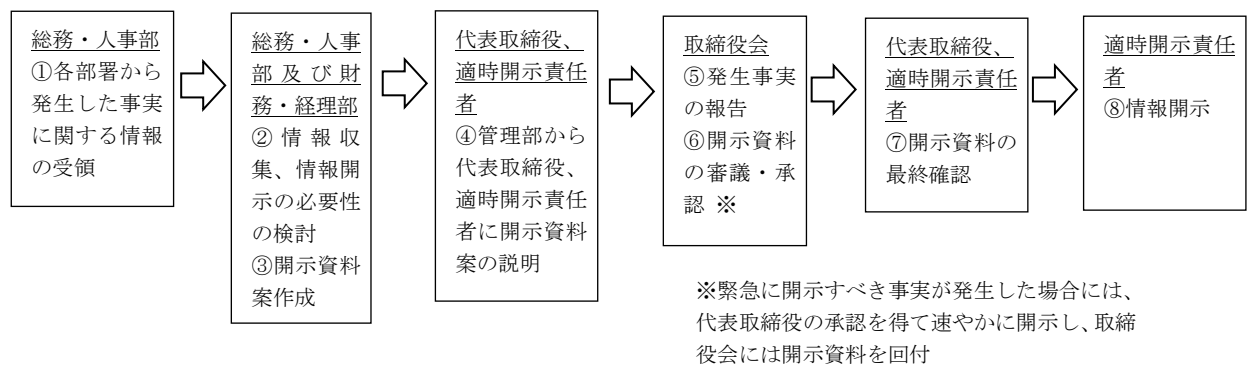 総務・人事部
①各部署から
発生した事実
に関する情報
の受領
総務・人事
部及び財
務・経理部
②情報収
集、情報開
示の必要性
の検討
③開示資料
案作成
代表取締役、
適時開示責任
者
④管理部から
代表取締役、
適時開示責任
者に開示資料
案の説明
取締役会
⑤発生事実
の報告
⑥開示資料
の審議・承
認 ※
代表取締役、
適時開示責任
者
⑦開示資料の
最終確認
適時開示責任
者
⑧情報開示
※緊急に開示すべき事実が発生した場合には、
代表取締役の承認を得て速やかに開示し、取締
役会には開示資料を回付